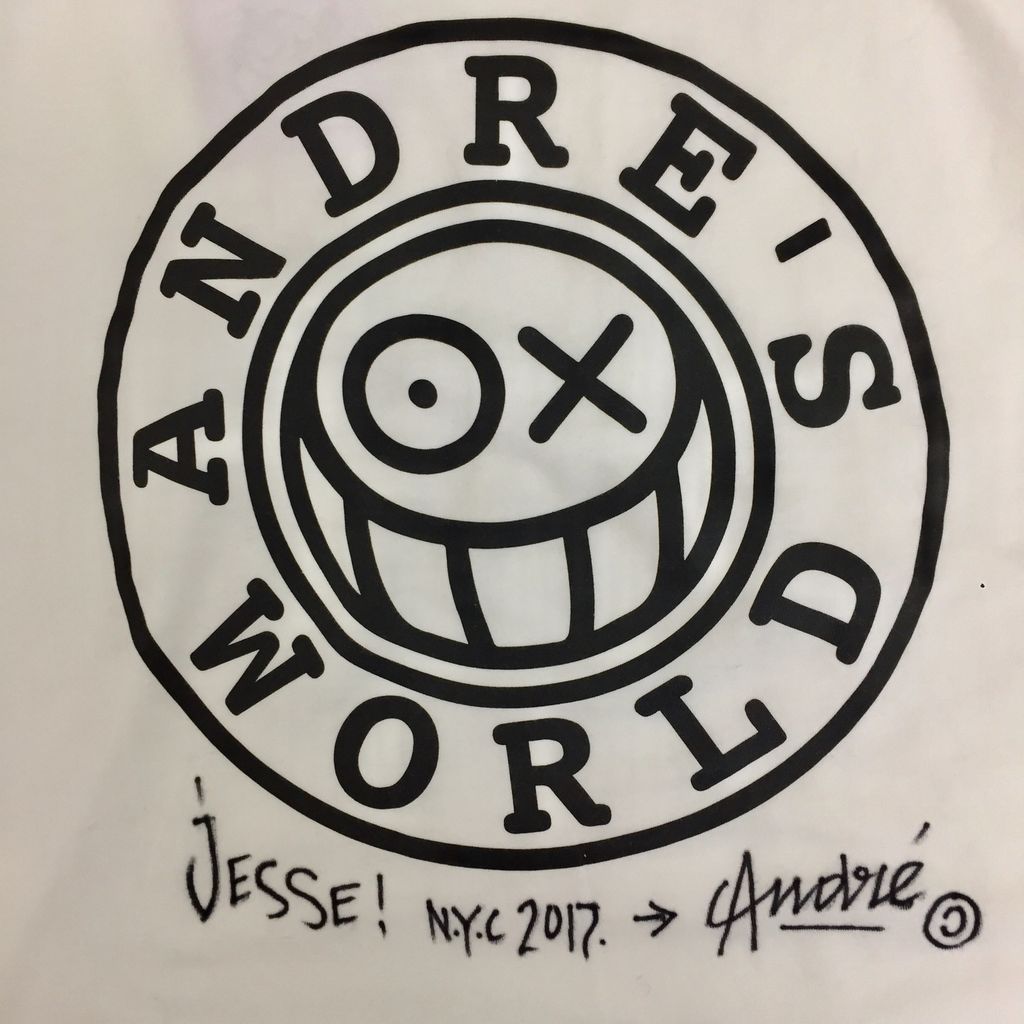 ANDRE'S
WORLD
JESSE! N.Y.C 2017. → André ©